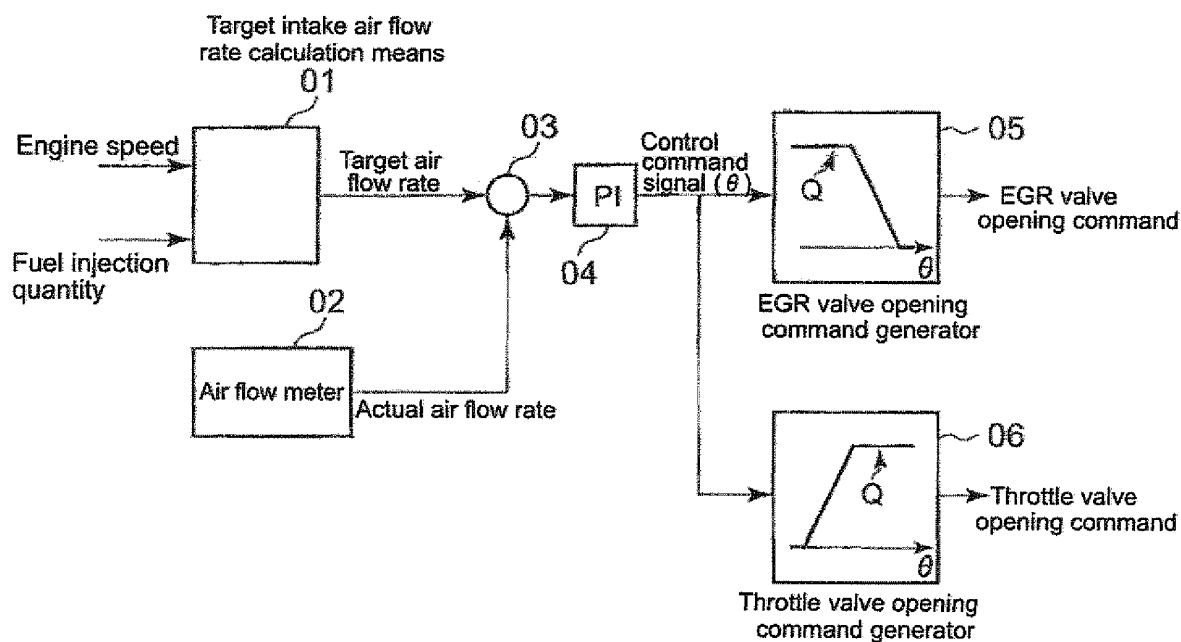 Target intake air flow
rate calculation means
01
Engine speed
Fuel injection
quantity
Target air
flow rate
03
PI
04
Control
command
signal (θ)
Q
θ
05
EGR valve
opening command
EGR valve opening
command generator
02
Air flow meter
Actual air flow rate
Q
θ
06
Throttle valve
opening command
Throttle valve opening
command generator